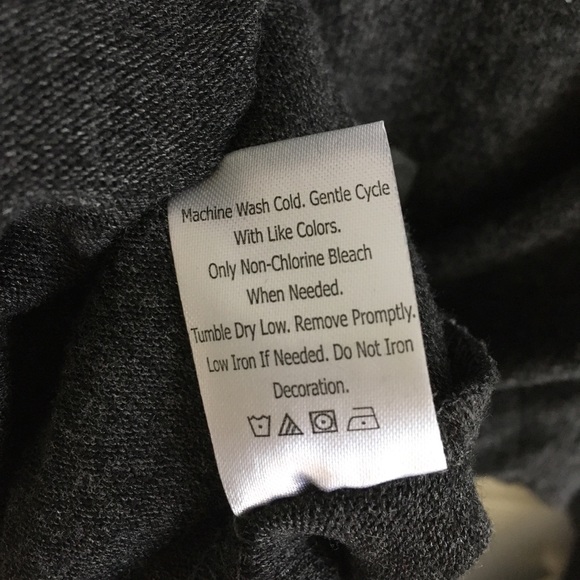 Machine Wash Cold. Gentle Cycle
With Like Colors.
Only Non-Chlorine Bleach
When Needed.
Tumble Dry Low. Remove Promptly.
Low Iron If Needed. Do Not Iron
Decoration.